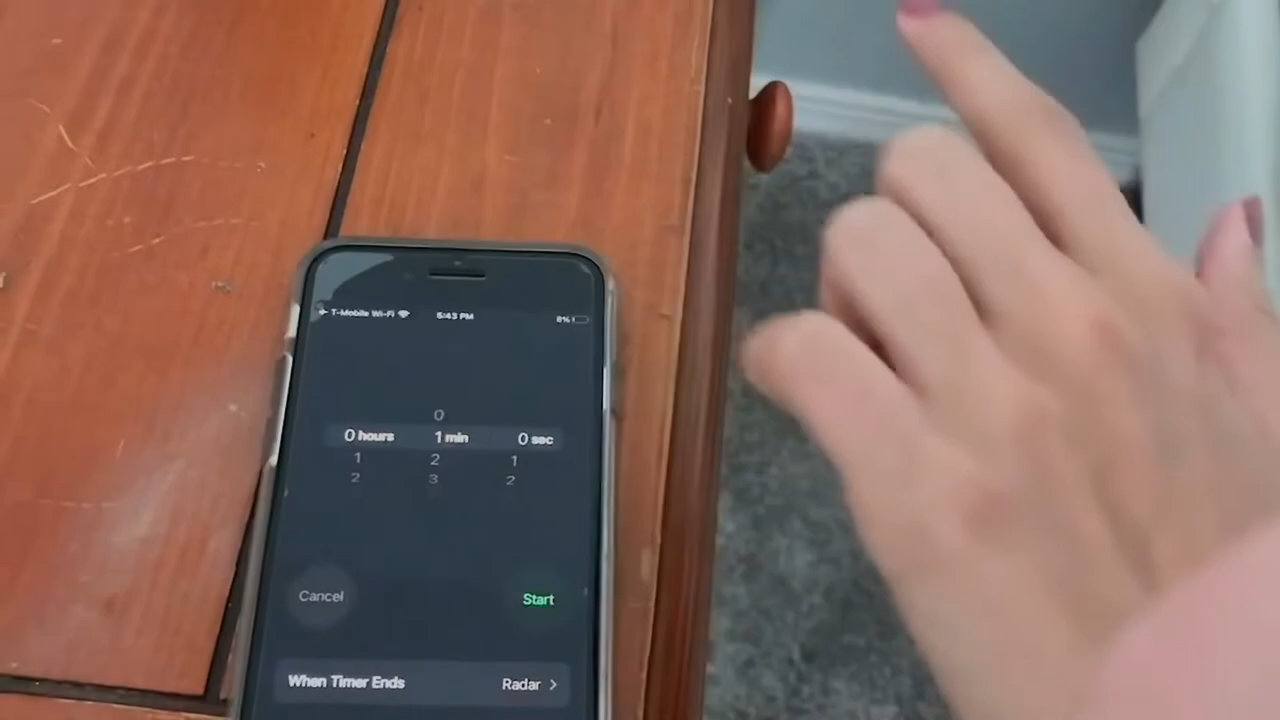 T-Mobile Wi-Fi 5:43 PM 8%
0
0 hours 1 min 0 sec
1 2 1
2 3 2
Cancel Start
When Timer Ends Radar